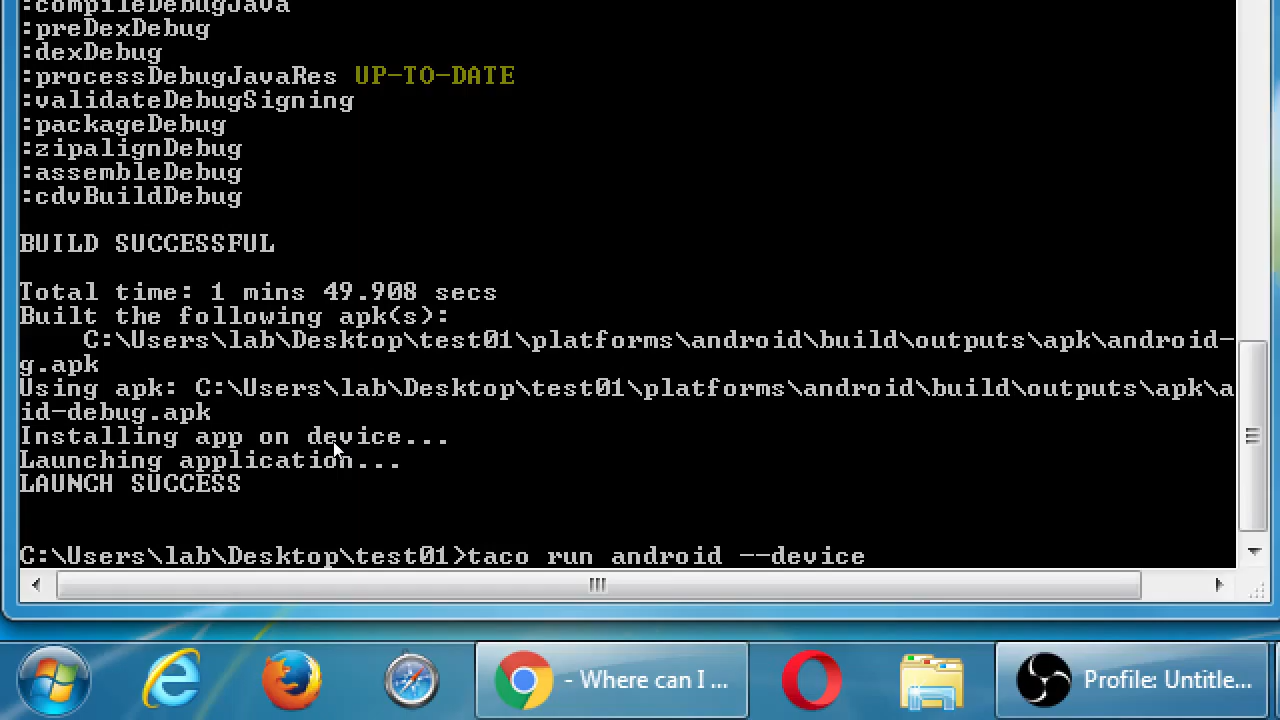 :compileDebugJava
:preDexDebug
:dexDebug
:processDebugJavaRes UP-TO-DATE
:validateDebugSigning
:packageDebug
:zipalignDebug
:assembleDebug
:cdvBuildDebug
BUILD SUCCESSFUL
Total time: 1 mins 49.908 secs
Built the following apk(s):
C:\Users\lab\Desktop\test01\platforms\android\build\outputs\apk\android-
g.apk
Using apk: C:\Users\lab\Desktop\test01\platforms\android\build\outputs\apk\a
id-debug.apk
Installing app on device...
Launching application...
LAUNCH SUCCESS
C:\Users\lab\Desktop\test01>taco run android --device
- Where can I ...
Profile: Untitle...